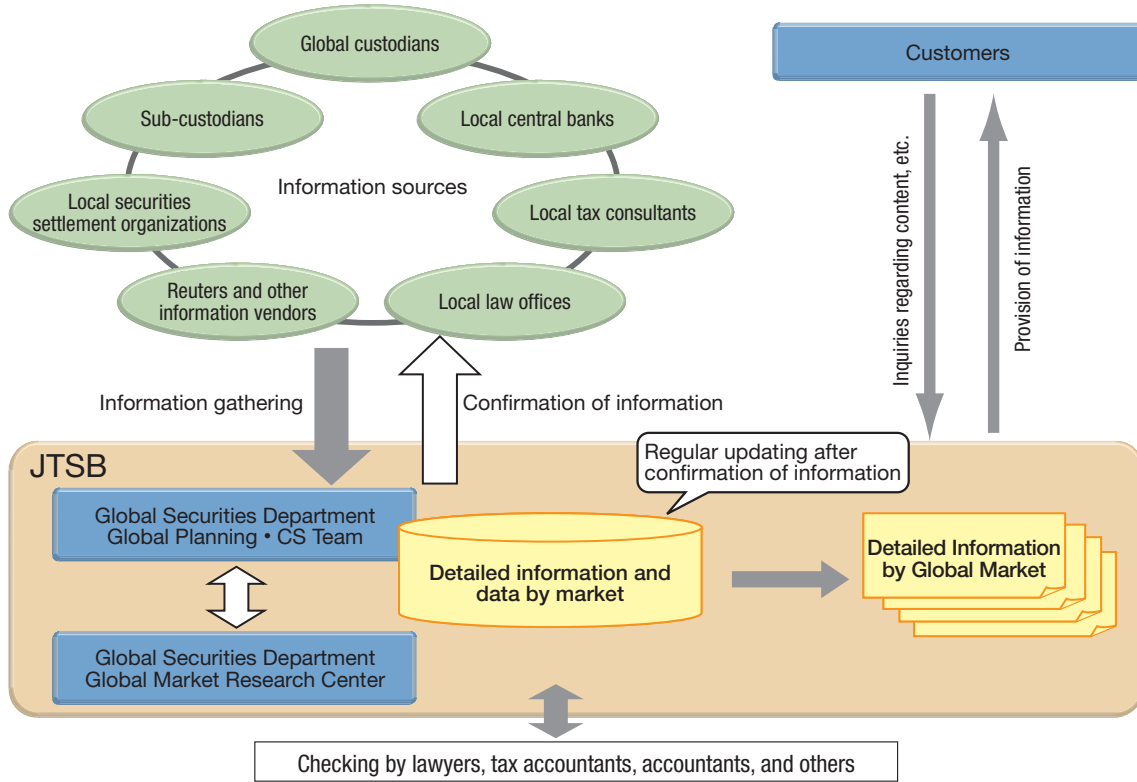 Global custodians
Customers
Sub-custodians
Local central banks
Information sources
Local securities
settlement organizations
Local tax consultants
Reuters and other
information vendors
Local law offices
Inquiries regarding content, etc.
Provision of information
Information gathering
Confirmation of information
JTSB
Regular updating after
confirmation of information
Global Securities Department
Global Planning • CS Team
Detailed information and
data by market
Detailed Information
by Global Market
Global Securities Department
Global Market Research Center
Checking by lawyers, tax accountants, accountants, and others